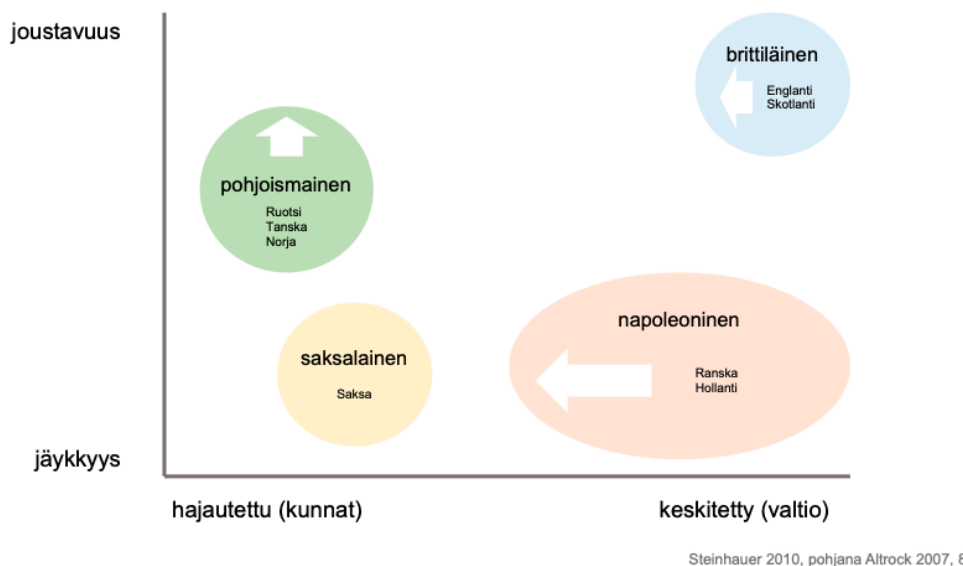 joustavuus
brittiläinen
Englanti
Skotlanti
pohjoismainen
Ruotsi
Tanska
Norja
napoleoninen
saksalainen
Ranska
Hollanti
Saksa
jäykkyys
hajautettu (kunnat)
keskitetty (valtio)
Steinhauer 2010, pohjana Altrock 2007, 8